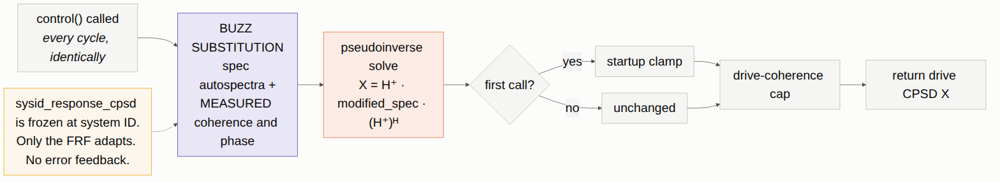 control() called
every cycle,
identically
sysid_response_cpsd
is frozen at system ID.
Only the FRF adapts.
No error feedback.
BUZZ
SUBSTITUTION
spec
autospectra +
MEASURED
coherence and
phase
pseudoinverse
solve
X = H⁺ ·
modified_spec ·
(H⁺)ᴴ
first call?
yes
no
startup clamp
unchanged
drive-coherence
cap
return drive
CPSD X